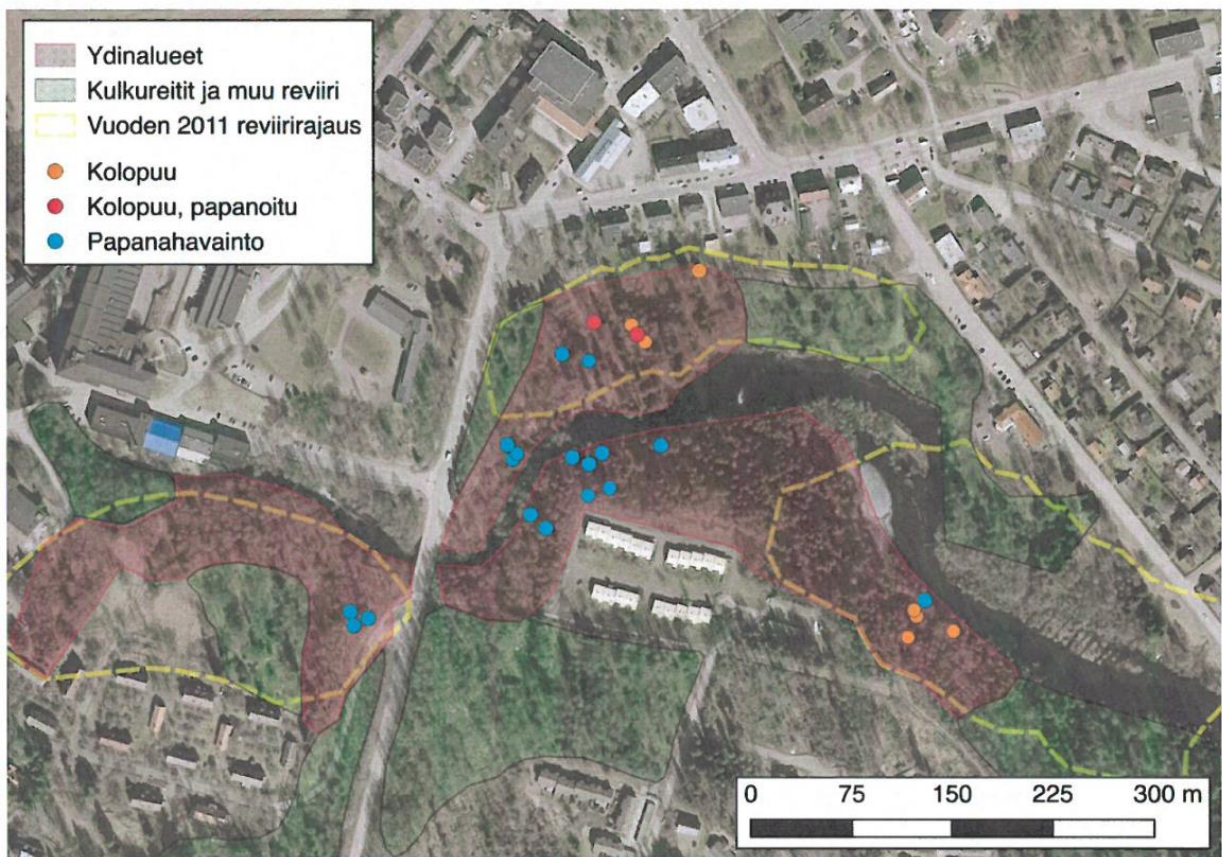 Ydinalueet
Kulkureitit ja muu reviiri
Vuoden 2011 reviirirajaus
Kolopuu
Kolopuu, papanoitu
Papanahavainto
0 75 150 225 300 m